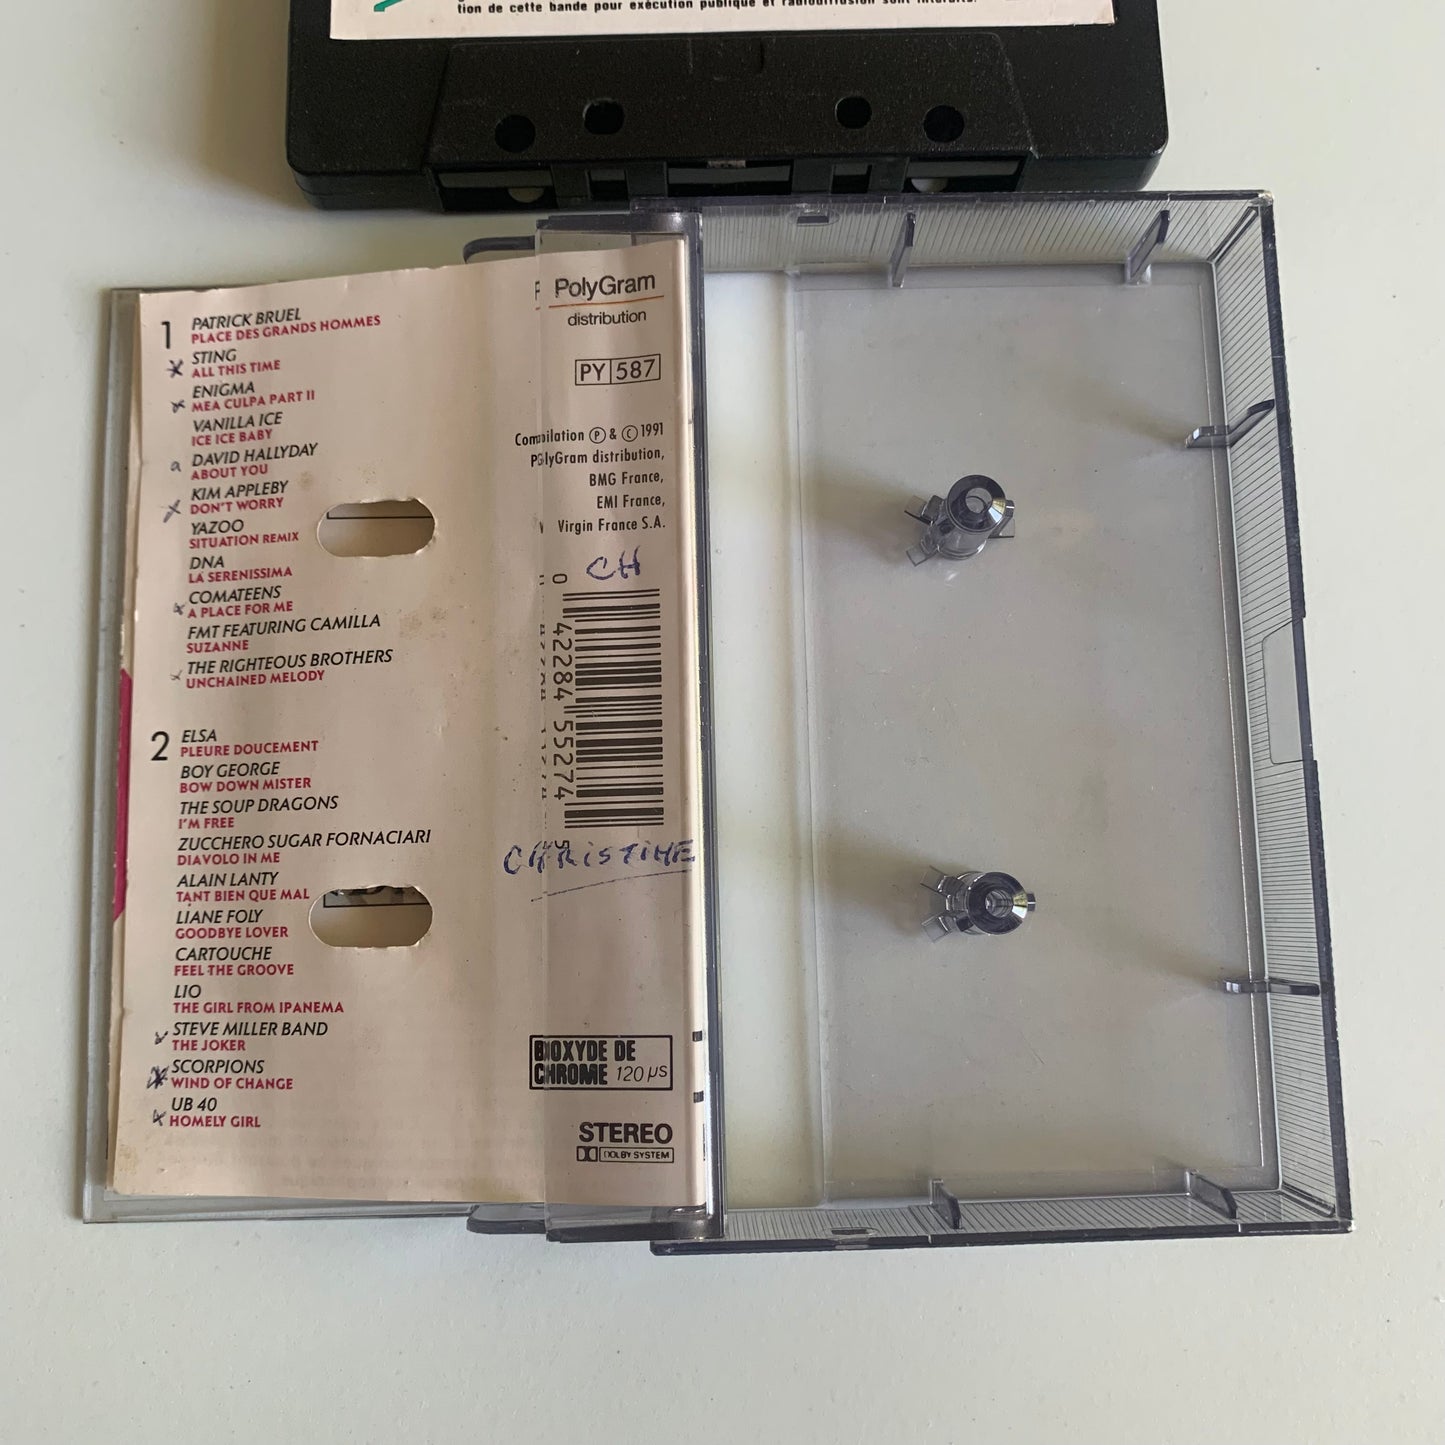 tion de cette bande pour exécution publique et radiodiffusion sont interdits.
1
PATRICK BRUEL
PLACE DES GRANDS HOMMES
STING
ALL THIS TIME
ENIGMA
MEA CULPA PART II
VANILLA ICE
ICE ICE BABY
DAVID HALLYDAY
ABOUT YOU
KIM APPLEBY
DON'T WORRY
YAZOO
SITUATION REMIX
DNA
LA SERENISSIMA
COMATEENS
A PLACE FOR ME
FMT FEATURING CAMILLA
SUZANNE
THE RIGHTEOUS BROTHERS
UNCHAINED MELODY
2
ELSA
PLEURE DOUCEMENT
BOY GEORGE
BOW DOWN MISTER
THE SOUP DRAGONS
I'M FREE
ZUCCHERO SUGAR FORNACIARI
DIAVOLO IN ME
ALAIN LANTY
TANT BIEN QUE MAL
LIANE FOLY
GOODBYE LOVER
CARTOUCHE
FEEL THE GROOVE
LIO
THE GIRL FROM IPANEMA
STEVE MILLER BAND
THE JOKER
SCORPIONS
WIND OF CHANGE
UB 40
HOMELY GIRL
PolyGram
distribution
PY 587
Compilation ℗ & © 1991
PolyGram distribution,
BMG France,
EMI France,
Virgin France S.A.
CH
0 42284 55274
CHRISTINE
BIOXYDE DE
CHROME 120 µs
STEREO
DOLBY SYSTEM